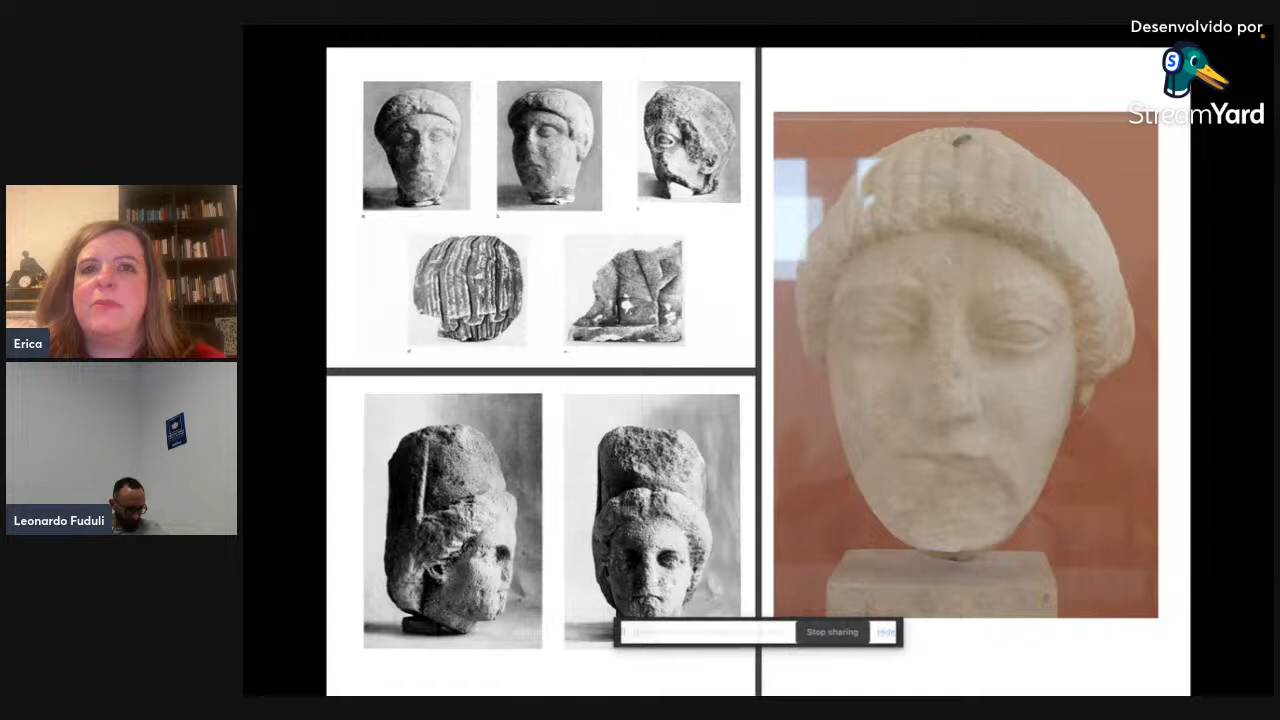 Desenvolvido por
StreamYard
Erica
Leonardo Fuduli
Stop sharing
Hide